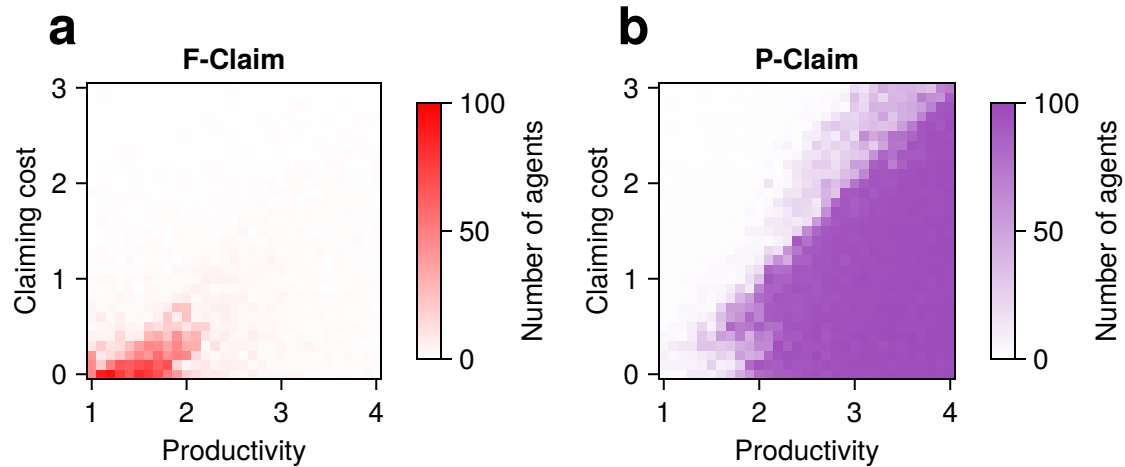 a
F-Claim
3
2
1
0
Claiming cost
1 2 3 4
Productivity
100
50
0
Number of agents
b
P-Claim
3
2
1
0
Claiming cost
1 2 3 4
Productivity
100
50
0
Number of agents